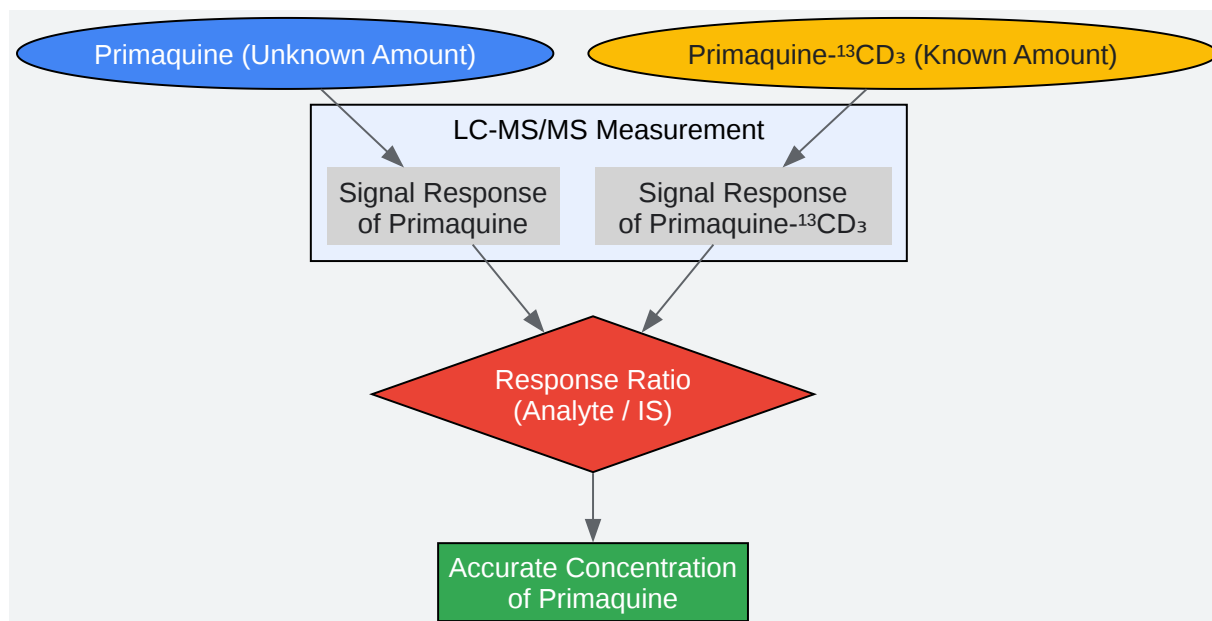 Primaquine (Unknown Amount)
Primaquine-¹³CD₃ (Known Amount)
LC-MS/MS Measurement
Signal Response
of Primaquine
Signal Response
of Primaquine-¹³CD₃
Response Ratio
(Analyte / IS)
Accurate Concentration
of Primaquine